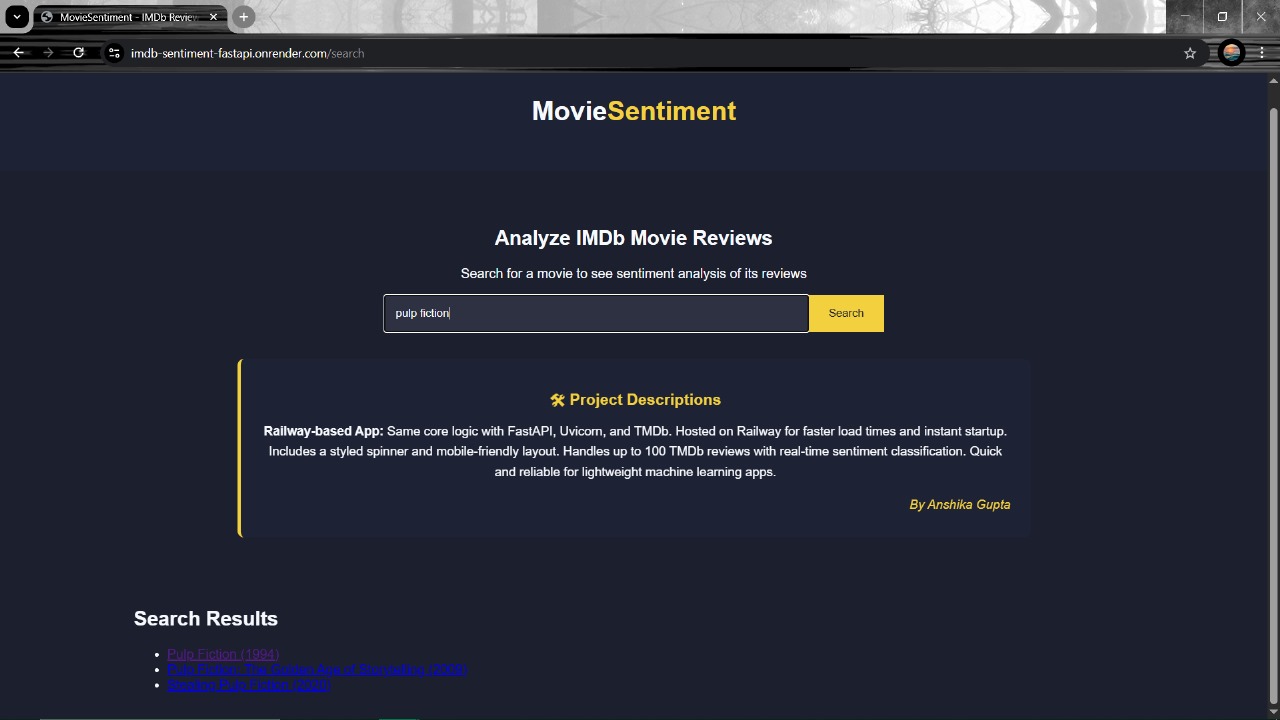 MovieSentiment - IMDb Review
imdb-sentiment-fastapi.onrender.com/search
MovieSentiment
Analyze IMDb Movie Reviews
Search for a movie to see sentiment analysis of its reviews
pulp fiction
Search
🛠 Project Descriptions
Railway-based App: Same core logic with FastAPI, Uvicorn, and TMDb. Hosted on Railway for faster load times and instant startup.
Includes a styled spinner and mobile-friendly layout. Handles up to 100 TMDb reviews with real-time sentiment classification. Quick
and reliable for lightweight machine learning apps.
By Anshika Gupta
Search Results
• Pulp Fiction (1994)
• Pulp Fiction: The Golden Age of Storytelling (2009)
• Stealing Pulp Fiction (2020)